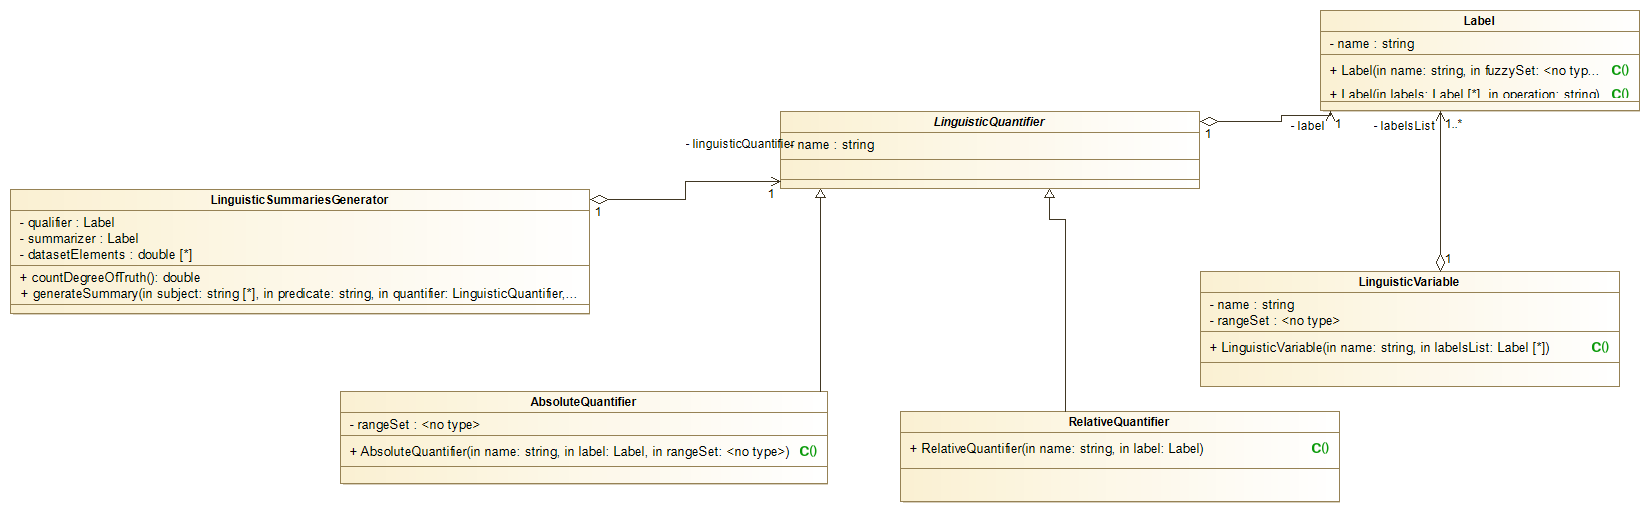 Label
- name : string
+ Label(in name: string, in fuzzySet: <no typ... C()
+ Label(in labels: Label [*], in operation: string) C()
LinguisticQuantifier
- name : string
1
- label
1
- labelsList
1..*
- linguisticQuantifier
1
LinguisticSummariesGenerator
- qualifier : Label
- summarizer : Label
- datasetElements : double [*]
+ countDegreeOfTruth(): double
+ generateSummary(in subject: string [*], in predicate: string, in quantifier: LinguisticQuantifier,...
1
1
LinguisticVariable
- name : string
- rangeSet : <no type>
+ LinguisticVariable(in name: string, in labelsList: Label [*]) C()
AbsoluteQuantifier
- rangeSet : <no type>
+ AbsoluteQuantifier(in name: string, in label: Label, in rangeSet: <no type>) C()
RelativeQuantifier
+ RelativeQuantifier(in name: string, in label: Label) C()